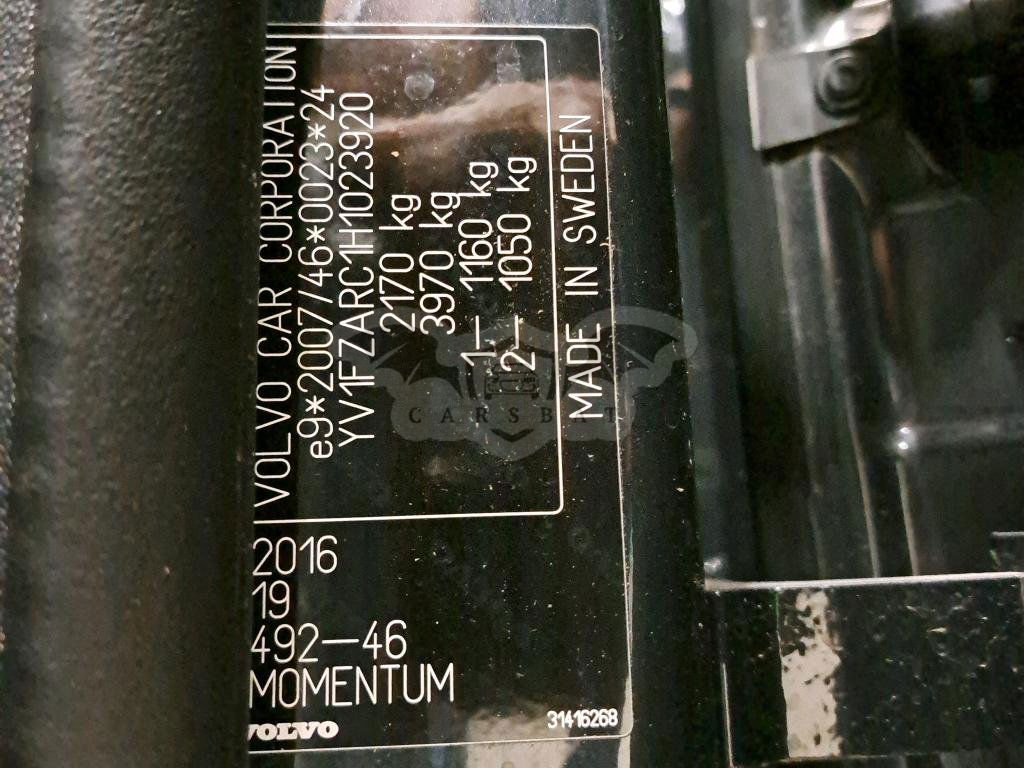 VOLVO CAR CORPORATION
e9*2007/46*0023*24
YV1FZARC1H1023920
2170 kg
3970 kg
1– 1160 kg
2– 1050 kg
MADE IN SWEDEN
2016
19
492–46
MOMENTUM
VOLVO
31416268
CARSBAT